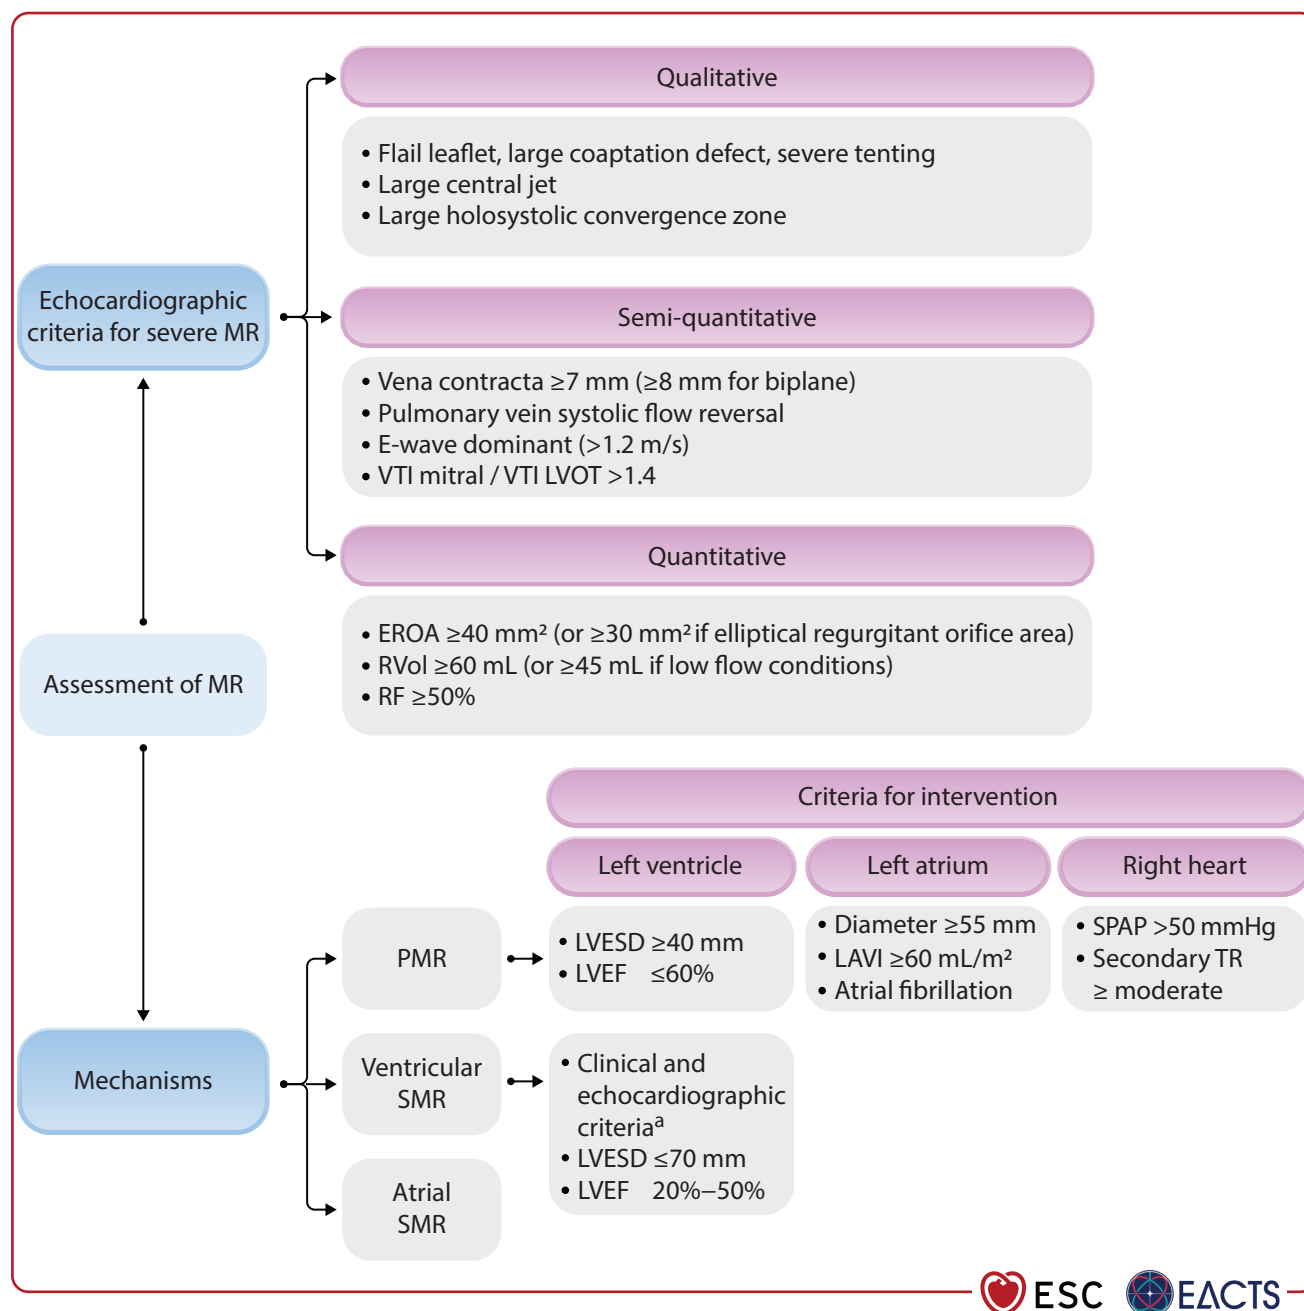 Qualitative
• Flail leaflet, large coaptation defect, severe tenting
• Large central jet
• Large holosystolic convergence zone
Echocardiographic
criteria for severe MR
Semi-quantitative
• Vena contracta ≥7 mm (≥8 mm for biplane)
• Pulmonary vein systolic flow reversal
• E-wave dominant (>1.2 m/s)
• VTI mitral / VTI LVOT >1.4
Quantitative
• EROA ≥40 mm² (or ≥30 mm² if elliptical regurgitant orifice area)
• RVol ≥60 mL (or ≥45 mL if low flow conditions)
• RF ≥50%
Assessment of MR
Criteria for intervention
Left ventricle
Left atrium
Right heart
PMR
• LVESD ≥40 mm
• LVEF ≤60%
• Diameter ≥55 mm
• LAVI ≥60 mL/m²
• Atrial fibrillation
• SPAP >50 mmHg
• Secondary TR
≥ moderate
Mechanisms
Ventricular
SMR
• Clinical and
echocardiographic
criteriaᵃ
• LVESD ≤70 mm
• LVEF 20%–50%
Atrial
SMR
ESC
EACTS